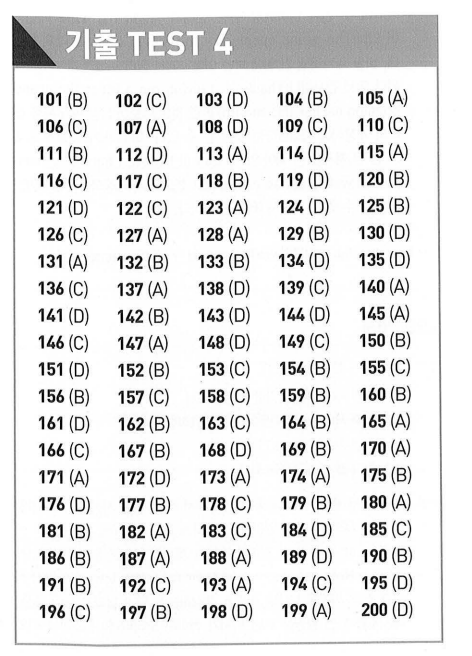 기출 TEST 4
101 (B) 102 (C) 103 (D) 104 (B) 105 (A)
106 (C) 107 (A) 108 (D) 109 (C) 110 (C)
111 (B) 112 (D) 113 (A) 114 (D) 115 (A)
116 (C) 117 (C) 118 (B) 119 (D) 120 (B)
121 (D) 122 (C) 123 (A) 124 (D) 125 (B)
126 (C) 127 (A) 128 (A) 129 (B) 130 (D)
131 (A) 132 (B) 133 (B) 134 (D) 135 (D)
136 (C) 137 (A) 138 (D) 139 (C) 140 (A)
141 (D) 142 (B) 143 (D) 144 (D) 145 (A)
146 (C) 147 (A) 148 (D) 149 (C) 150 (B)
151 (D) 152 (B) 153 (C) 154 (B) 155 (C)
156 (B) 157 (C) 158 (C) 159 (B) 160 (B)
161 (D) 162 (B) 163 (C) 164 (B) 165 (A)
166 (C) 167 (B) 168 (D) 169 (B) 170 (A)
171 (A) 172 (D) 173 (A) 174 (A) 175 (B)
176 (D) 177 (B) 178 (C) 179 (B) 180 (A)
181 (B) 182 (A) 183 (C) 184 (D) 185 (C)
186 (B) 187 (A) 188 (A) 189 (D) 190 (B)
191 (B) 192 (C) 193 (A) 194 (C) 195 (D)
196 (C) 197 (B) 198 (D) 199 (A) 200 (D)